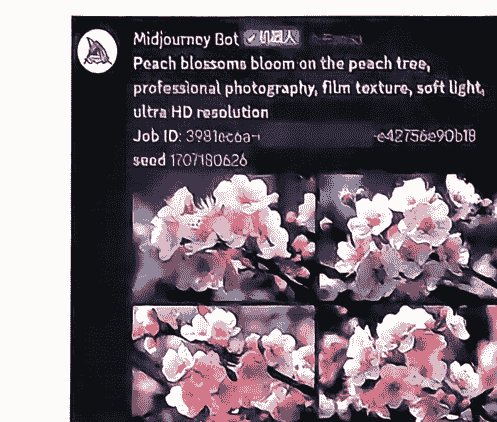 Midjourney Bot ✓机器人
Peach blossoms bloom on the peach tree,
professional photography, film texture, soft light,
ultra HD resolution
Job ID: 3981ec6a- -e42756e90b18
seed 1707180626